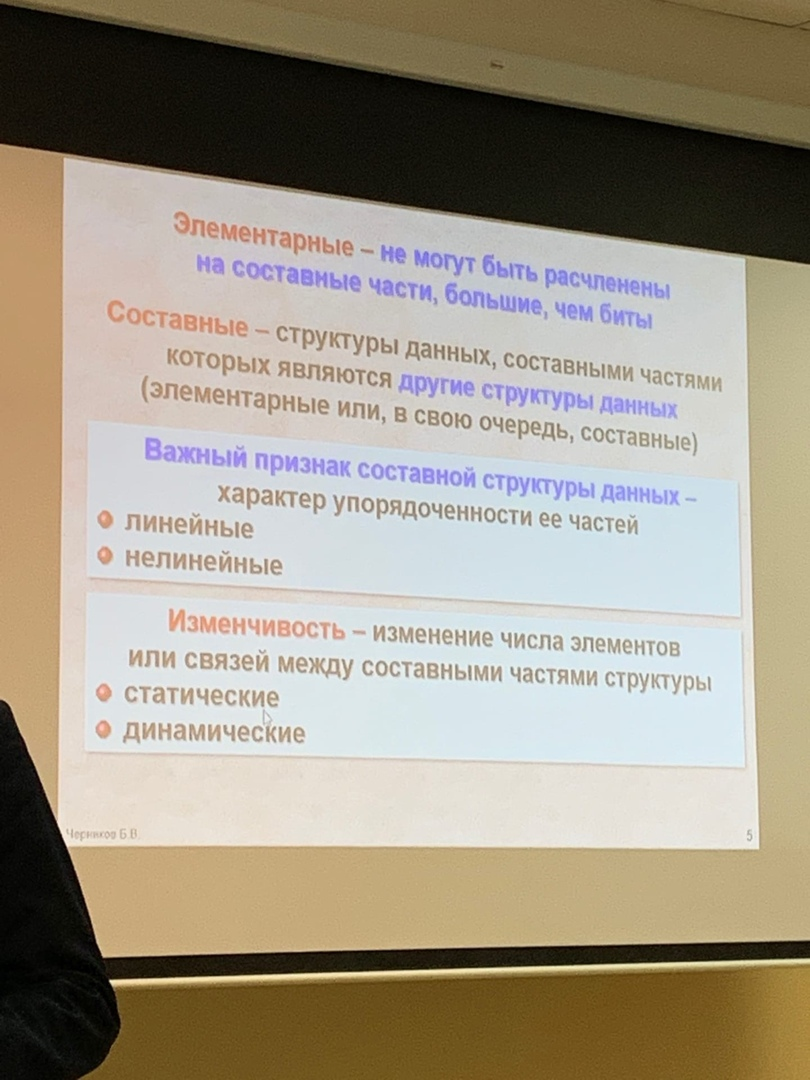 Элементарные – не могут быть расчленены
на составные части, большие, чем биты
Составные – структуры данных, составными частями
которых являются другие структуры данных
(элементарные или, в свою очередь, составные)
Важный признак составной структуры данных –
характер упорядоченности ее частей
линейные
нелинейные
Изменчивость – изменение числа элементов
или связей между составными частями структуры
статические
динамические
Черников Б.В.
5